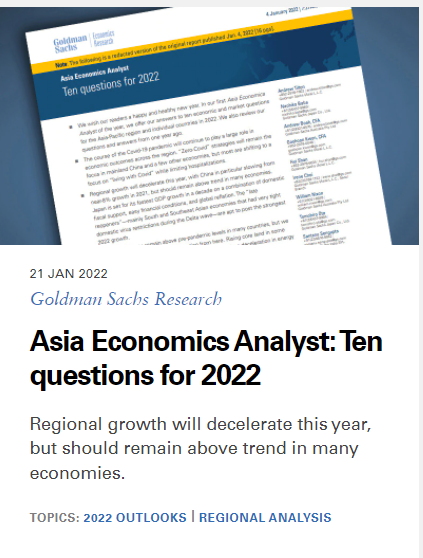 4 January 2022
Goldman Sachs
Economics Research
Note: The following is a redacted version of the original report published Jan. 4, 2022
Asia Economics Analyst
Ten questions for 2022
We wish our readers a happy and healthy new year. In our first Asia Economics
Analyst of the year, we offer our answers to ten economic and market questions
for the Asia-Pacific region and individual countries in 2022. We also review our
questions and answers from one year ago.
The course of the Covid-19 pandemic will continue to play a large role in
economic outcomes across the region. "Zero-Covid" strategies will remain the
focus in mainland China and a few other economies, but most are shifting to a
focus on "living with Covid" while limiting hospitalizations.
Regional growth will decelerate this year, with China in particular slowing from
near 8% growth in 2021, but should remain above trend in many economies.
Japan is set for its fastest GDP growth in a decade on a combination of domestic
fiscal support, easy financial conditions, and global reflation. The "late
reopeners"—mainly South and Southeast Asian economies that had very tight
domestic virus restrictions during the Delta wave—are apt to post the strongest
2022 growth.
above pre-pandemic levels in many countries, but we
21 JAN 2022
Goldman Sachs Research
Asia Economics Analyst: Ten
questions for 2022
Regional growth will decelerate this year,
but should remain above trend in many
economies.
TOPICS: 2022 OUTLOOKS | REGIONAL ANALYSIS